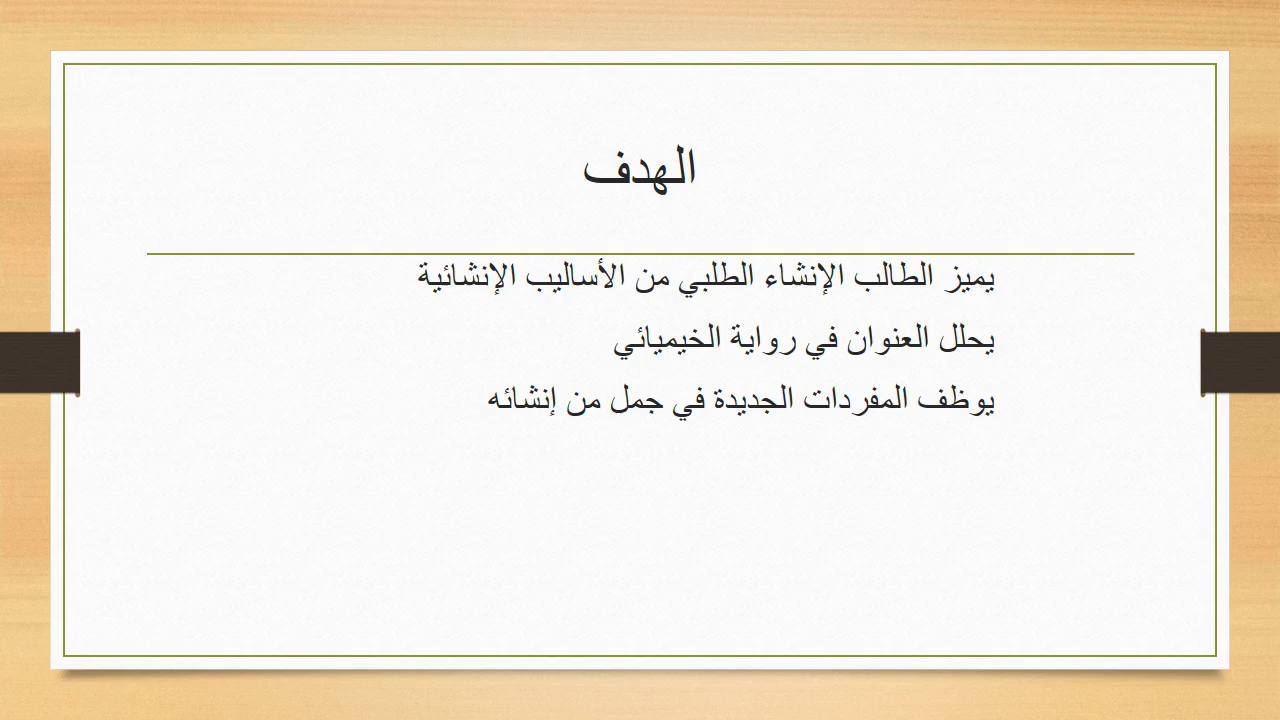 الهدف
يميز الطالب الإنشاء الطلبي من الأساليب الإنشائية
يحلل العنوان في رواية الخيميائي
يوظف المفردات الجديدة في جمل من إنشائه